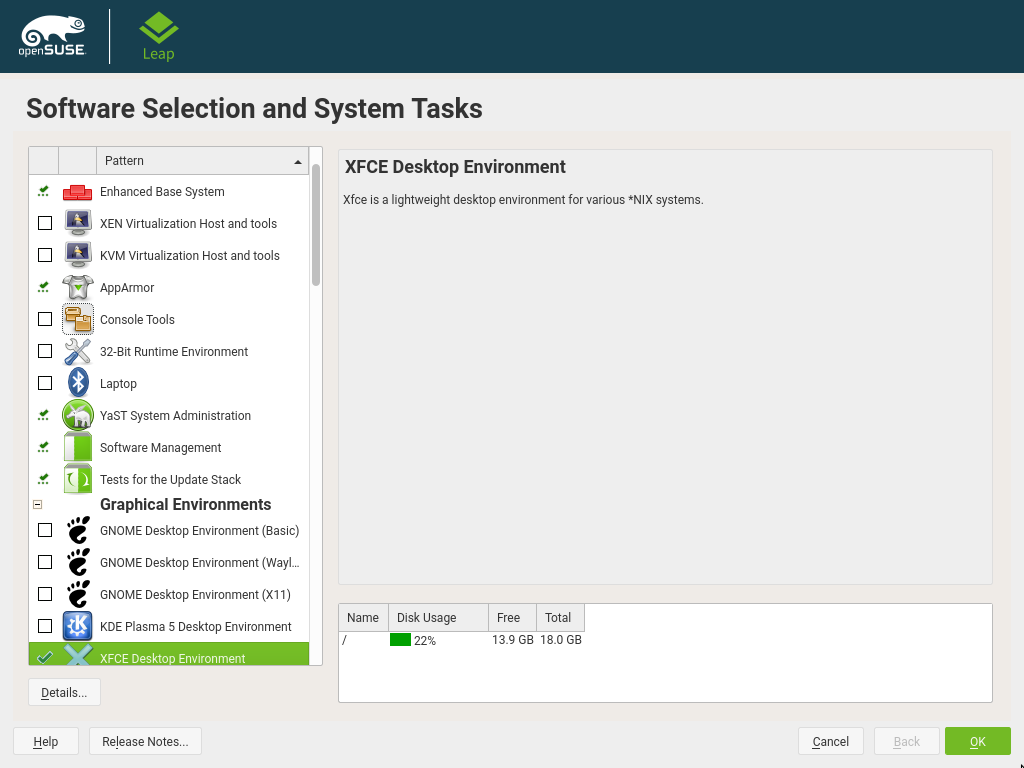 openSUSE.
Leap
Software Selection and System Tasks
Pattern
Enhanced Base System
XEN Virtualization Host and tools
KVM Virtualization Host and tools
AppArmor
Console Tools
32-Bit Runtime Environment
Laptop
YaST System Administration
Software Management
Tests for the Update Stack
Graphical Environments
GNOME Desktop Environment (Basic)
GNOME Desktop Environment (Wayl...
GNOME Desktop Environment (X11)
KDE Plasma 5 Desktop Environment
XFCE Desktop Environment
Details...
XFCE Desktop Environment
Xfce is a lightweight desktop environment for various *NIX systems.
Name Disk Usage Free Total
/ 22% 13.9 GB 18.0 GB
Help Release Notes... Cancel Back OK